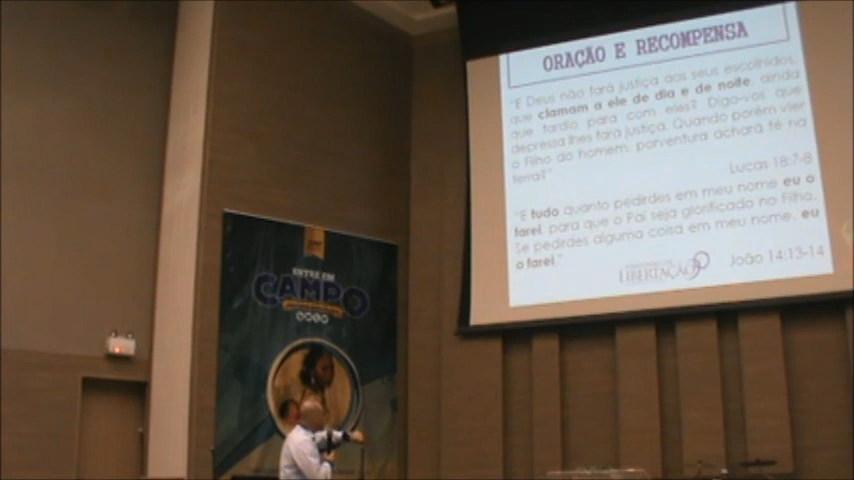 ORAÇÃO E RECOMPENSA
"E Deus não fará justiça aos seus escolhidos,
que clamam a ele de dia e de noite, ainda
que tardio para com eles? Digo-vos que
depressa lhes fará justiça. Quando porém vier
o Filho do homem, porventura achará fé na
terra?"
Lucas 18:7-8
"E tudo quanto pedirdes em meu nome eu o
farei, para que o Pai seja glorificado no Filho.
Se pedirdes alguma coisa em meu nome, eu
o farei."
LIBERTAÇÃO
João 14:13-14
ENTRE EM
CAMPO